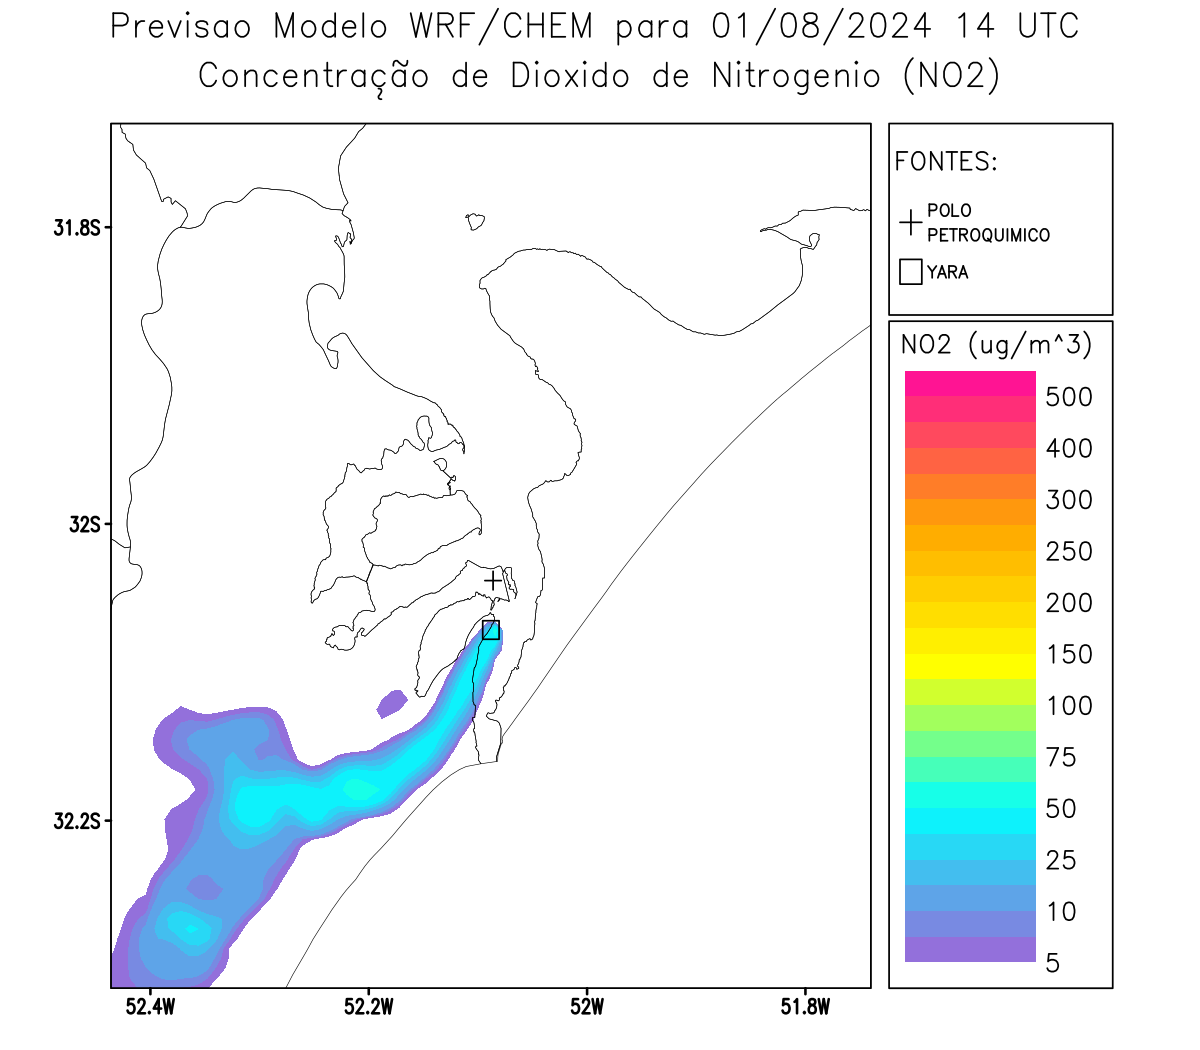 Previsao Modelo WRF/CHEM para 01/08/2024 14 UTC
Concentração de Dioxido de Nitrogenio (NO2)
FONTES:
POLO
PETROQUIMICO
YARA
NO2 (ug/m^3)
500
400
300
250
200
150
100
75
50
25
10
5
31.8S
32S
32.2S
52.4W
52.2W
52W
51.8W